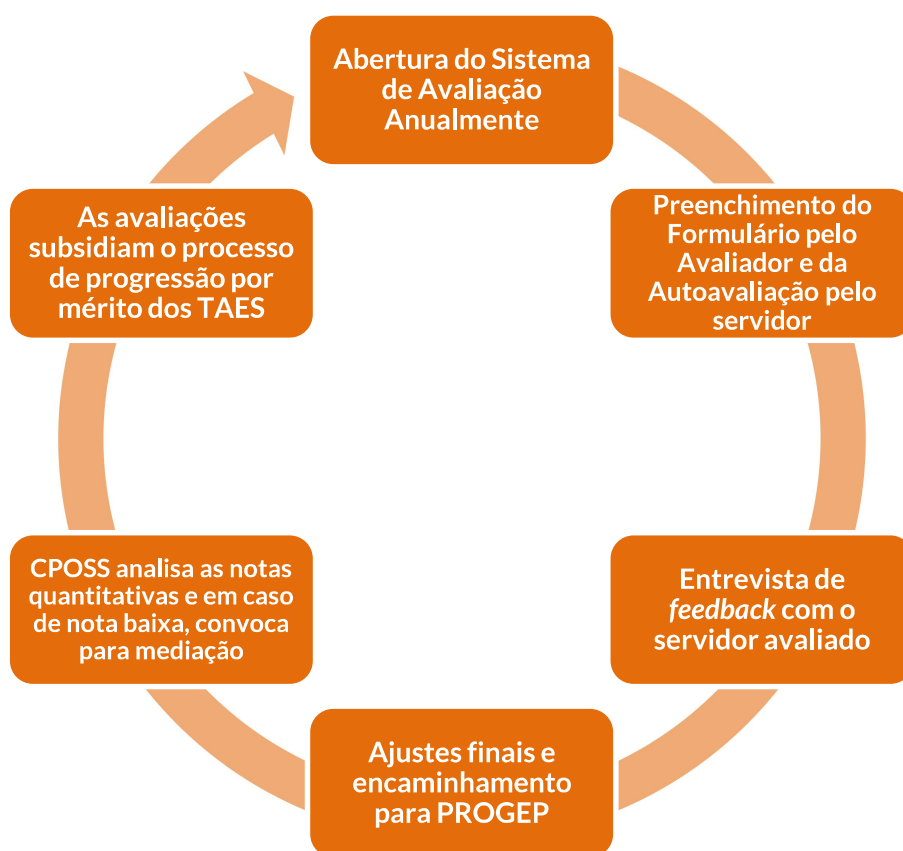 Abertura do Sistema
de Avaliação
Anualmente
Preenchimento do
Formulário pelo
Avaliador e da
Autoavaliação pelo
servidor
Entrevista de
feedback com o
servidor avaliado
Ajustes finais e
encaminhamento
para PROGEP
CPOSS analisa as notas
quantitativas e em caso
de nota baixa, convoca
para mediação
As avaliações
subsidiam o processo
de progressão por
mérito dos TAES